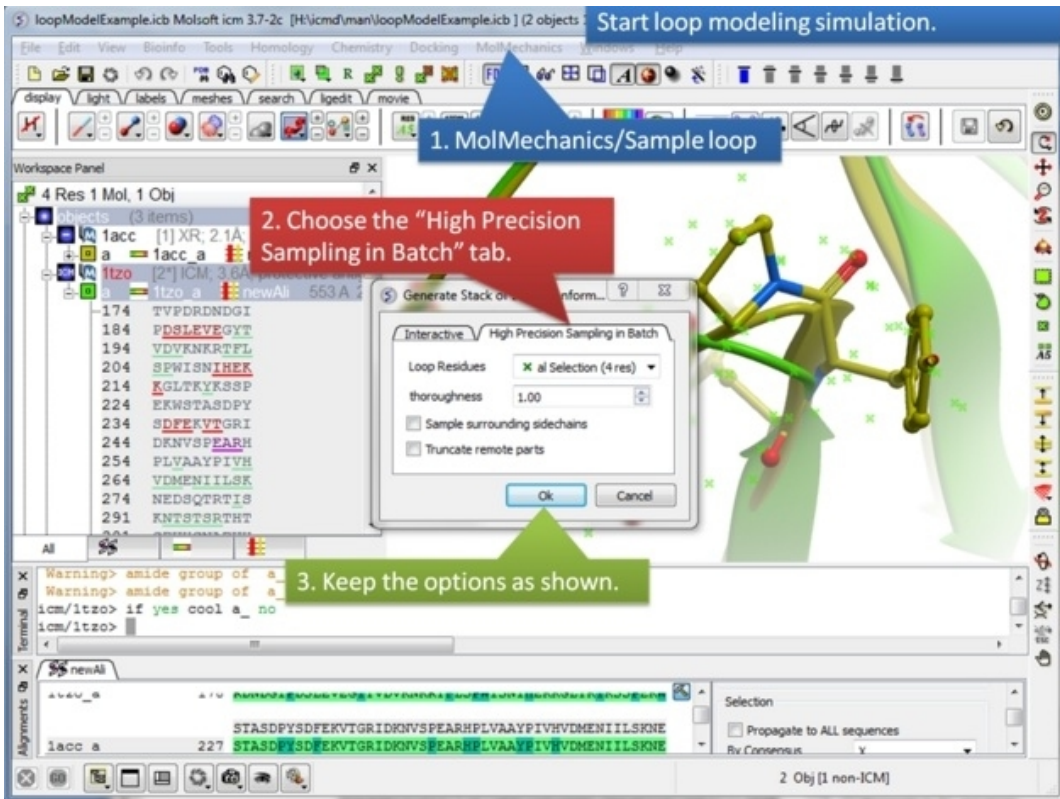 loopModelExample.icb Molsoft icm 3.7-2c [H:\icmd\man\loopModelExample.icb ] (2 objects
Start loop modeling simulation.
File Edit View Bioinfo Tools Homology Chemistry Docking MolMechanics Windows Help
display light labels meshes search ligedit movie
1. MolMechanics/Sample loop
Workspace Panel
4 Res 1 Mol, 1 Obj
objects (3 items)
1acc [1] XR; 2.1A;
a 1acc_a
1tzo [2*] ICM; 3.6A,
a 1tzo_a newAli 553 A
2. Choose the “High Precision
Sampling in Batch” tab.
174 TVPDRDNDGI
184 PDSLEVEGYT
194 VDVKNKRTFL
204 SPWISNIHEK
214 KGLTKYKSSP
224 EKWSTASDPY
234 SDFEKVTGRI
244 DKNVSPEARH
254 PLVAAYPIVH
264 VDMENIILSK
274 NEDSQTRTIS
291 KNTSTSRTHT
All
Generate Stack of
Interactive High Precision Sampling in Batch
Loop Residues al Selection (4 res)
thoroughness 1.00
Sample surrounding sidechains
Truncate remote parts
Ok Cancel
3. Keep the options as shown.
Terminal
Warning> amide group of a_
Warning> amide group of a_
icm/1tzo> if yes cool a_ no
icm/1tzo>
Alignments
newAli
STASDPYSDFEKVTGRIDKNVSPEARHPLVAAYPIVHVDMENIILSKNE
1acc a 227 STASDPYSDFEKVTGRIDKNVSPEARHPLVAAYPIVHVDMENIILSKNE
Selection
Propagate to ALL sequences
By Consensus
2 Obj [1 non-ICM]